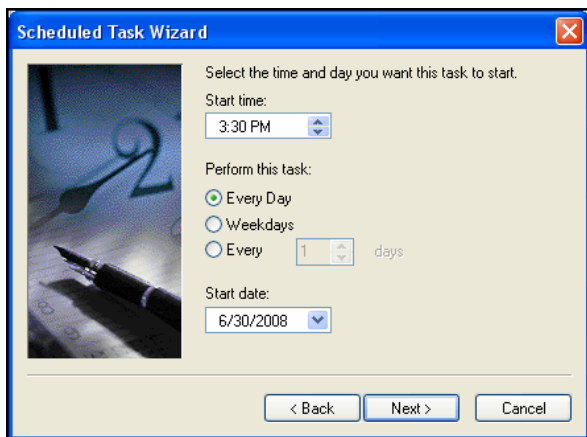 Scheduled Task Wizard
Select the time and day you want this task to start.
Start time:
3:30 PM
Perform this task:
Every Day
Weekdays
Every 1 days
Start date:
6/30/2008
< Back Next > Cancel